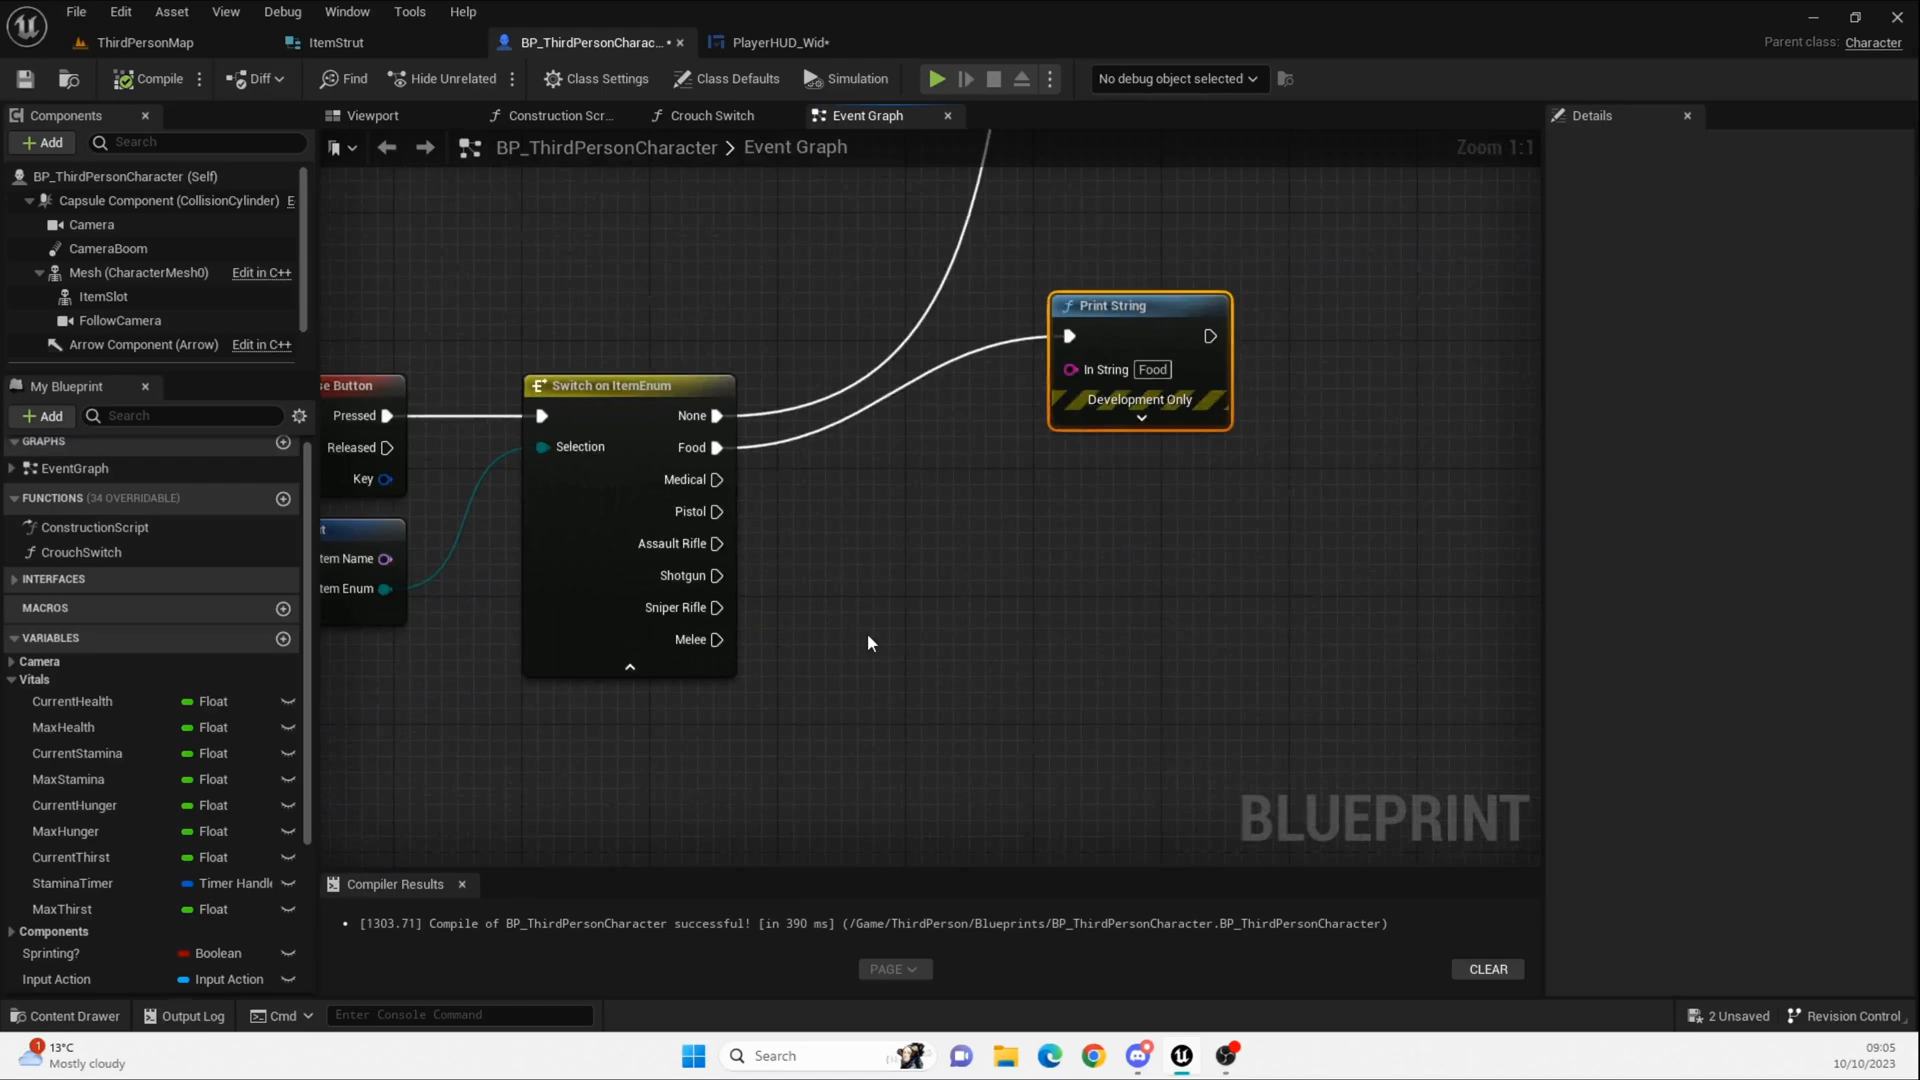 File Edit Asset View Debug Window Tools Help
ThirdPersonMap ItemStrut BP_ThirdPersonCharac... • PlayerHUD_Wid•
Parent class: Character
Compile Diff Find Hide Unrelated Class Settings Class Defaults Simulation No debug object selected
Components Viewport Construction Scr... Crouch Switch Event Graph Details
Add Search BP_ThirdPersonCharacter > Event Graph Zoom 1:1
BP_ThirdPersonCharacter (Self)
Capsule Component (CollisionCylinder) E
Camera
CameraBoom
Mesh (CharacterMesh0) Edit in C++
ItemSlot
FollowCamera
Arrow Component (Arrow) Edit in C++
My Blueprint
Add Search
GRAPHS
EventGraph
FUNCTIONS (34 OVERRIDABLE)
ConstructionScript
CrouchSwitch
INTERFACES
MACROS
VARIABLES
Camera
Vitals
CurrentHealth Float
MaxHealth Float
CurrentStamina Float
MaxStamina Float
CurrentHunger Float
MaxHunger Float
CurrentThirst Float
StaminaTimer Timer Handl
MaxThirst Float
Components
Sprinting? Boolean
Input Action Input Action
se Button
Pressed
Released
Key
t
tem Name
tem Enum
Switch on ItemEnum
None
Selection Food
Medical
Pistol
Assault Rifle
Shotgun
Sniper Rifle
Melee
Print String
In String Food
Development Only
BLUEPRINT
Compiler Results
• [1303.71] Compile of BP_ThirdPersonCharacter successful! [in 390 ms] (/Game/ThirdPerson/Blueprints/BP_ThirdPersonCharacter.BP_ThirdPersonCharacter)
PAGE CLEAR
Content Drawer Output Log Cmd Enter Console Command 2 Unsaved Revision Control
1 13°C
Mostly cloudy
Search
09:05
10/10/2023